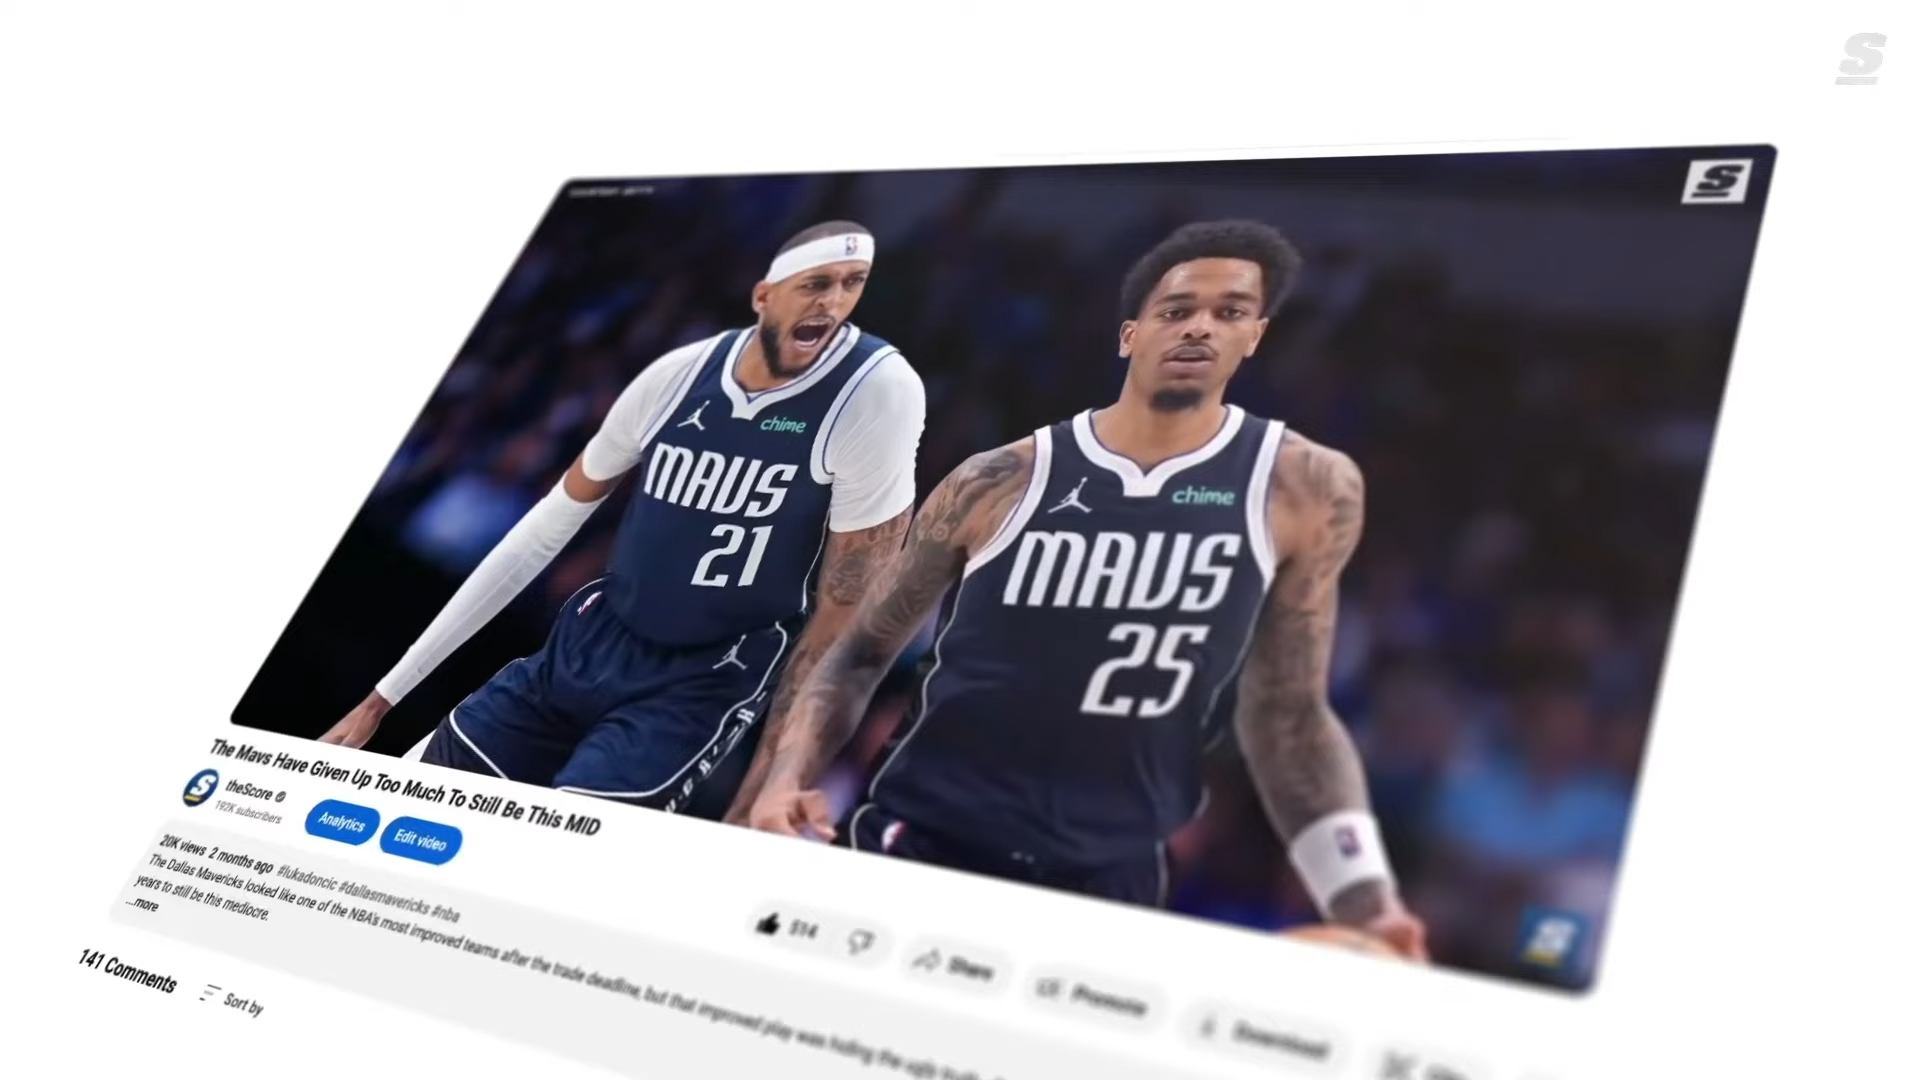 S
S
chime
MAVS
21
chime
MAVS
25
The Mavs Have Given Up Too Much To Still Be This MID
S
theScore
192K subscribers
Analytics
Edit video
514
Share
Promote
Download
20K views 2 months ago #lukadoncic #dallasmavericks #nba
The Dallas Mavericks looked like one of the NBA's most improved teams after the trade deadline, but that improved play was hiding the ugly
years to still be this mediocre.
...more
141 Comments
Sort by
S